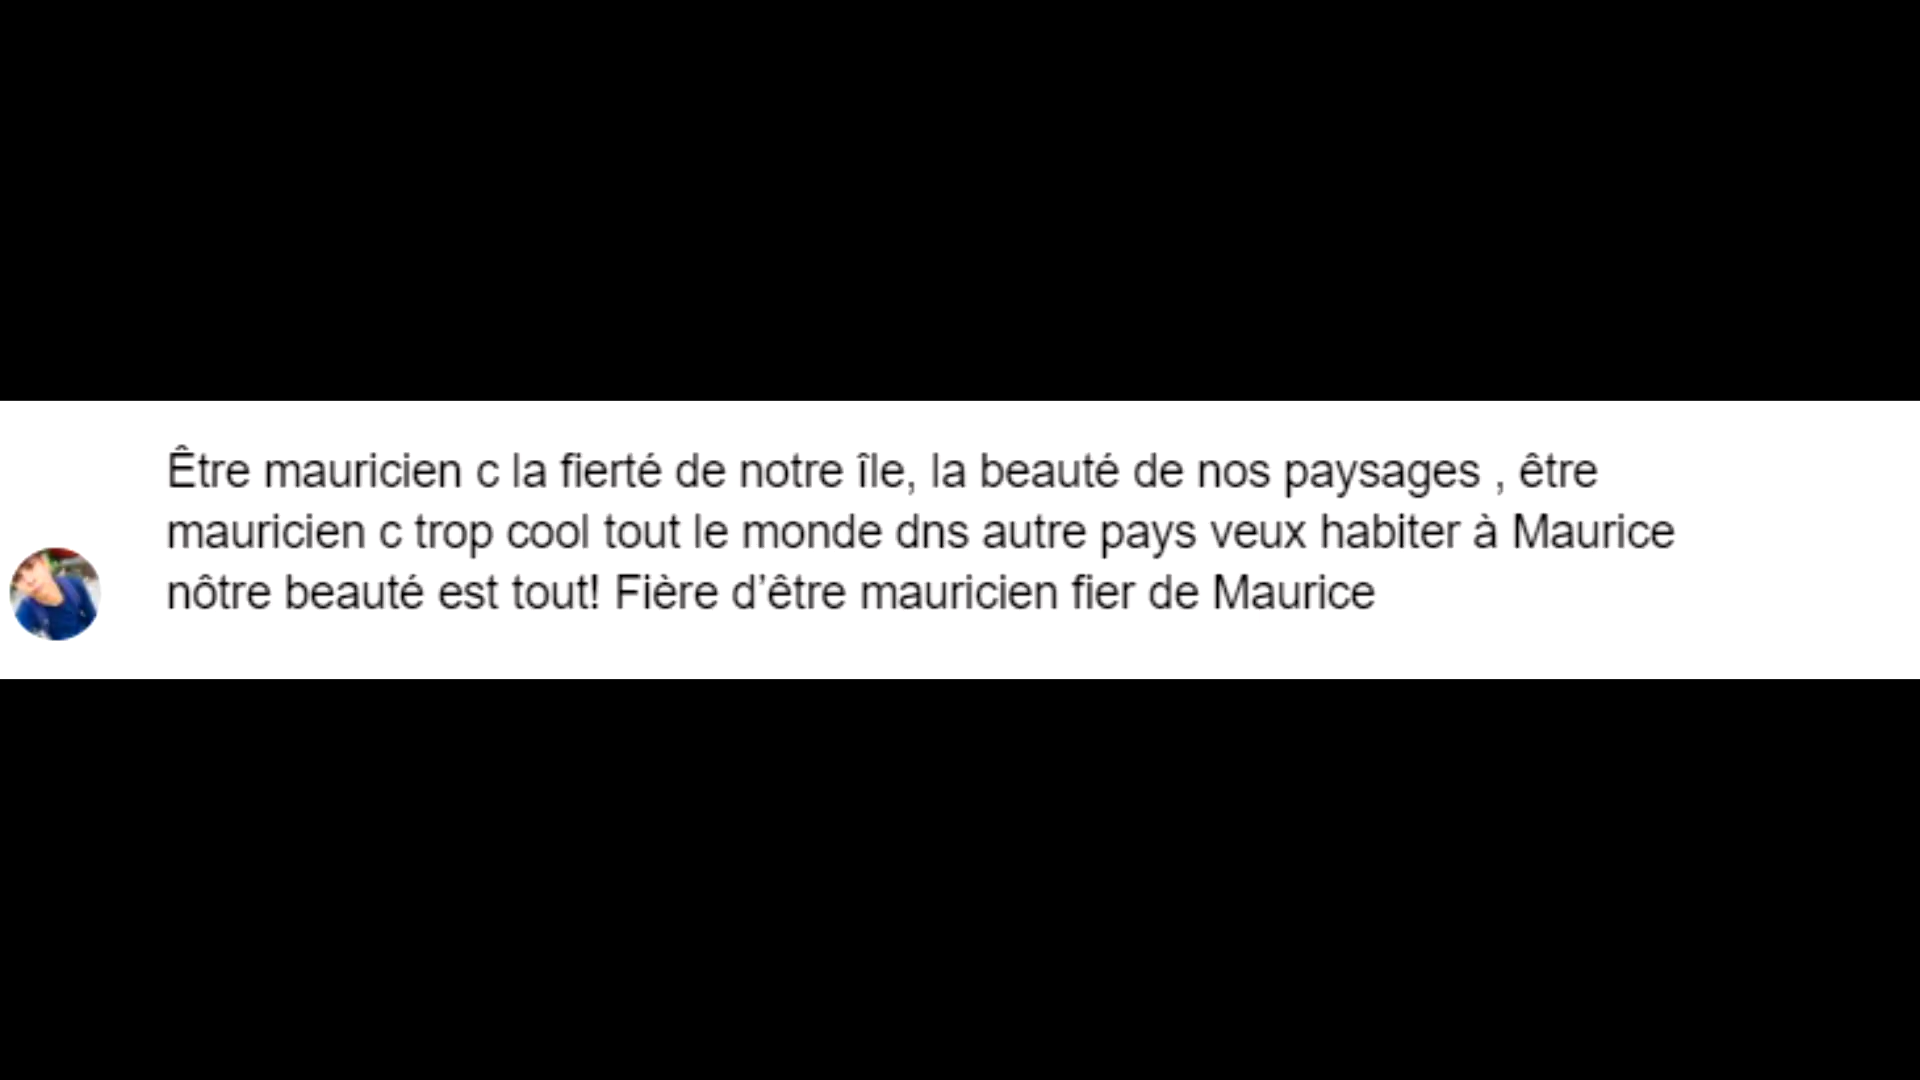 Être mauricien c la fierté de notre île, la beauté de nos paysages , être
mauricien c trop cool tout le monde dns autre pays veux habiter à Maurice
nôtre beauté est tout! Fière d’être mauricien fier de Maurice